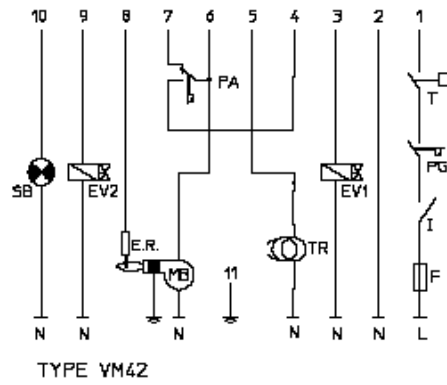 10 9 8 7 6 5 4 3 2 1
PA
T
PG
SB
EV2
EV1
I
E.R.
TR
MB
11
F
N N N N N N L
TYPE VM42